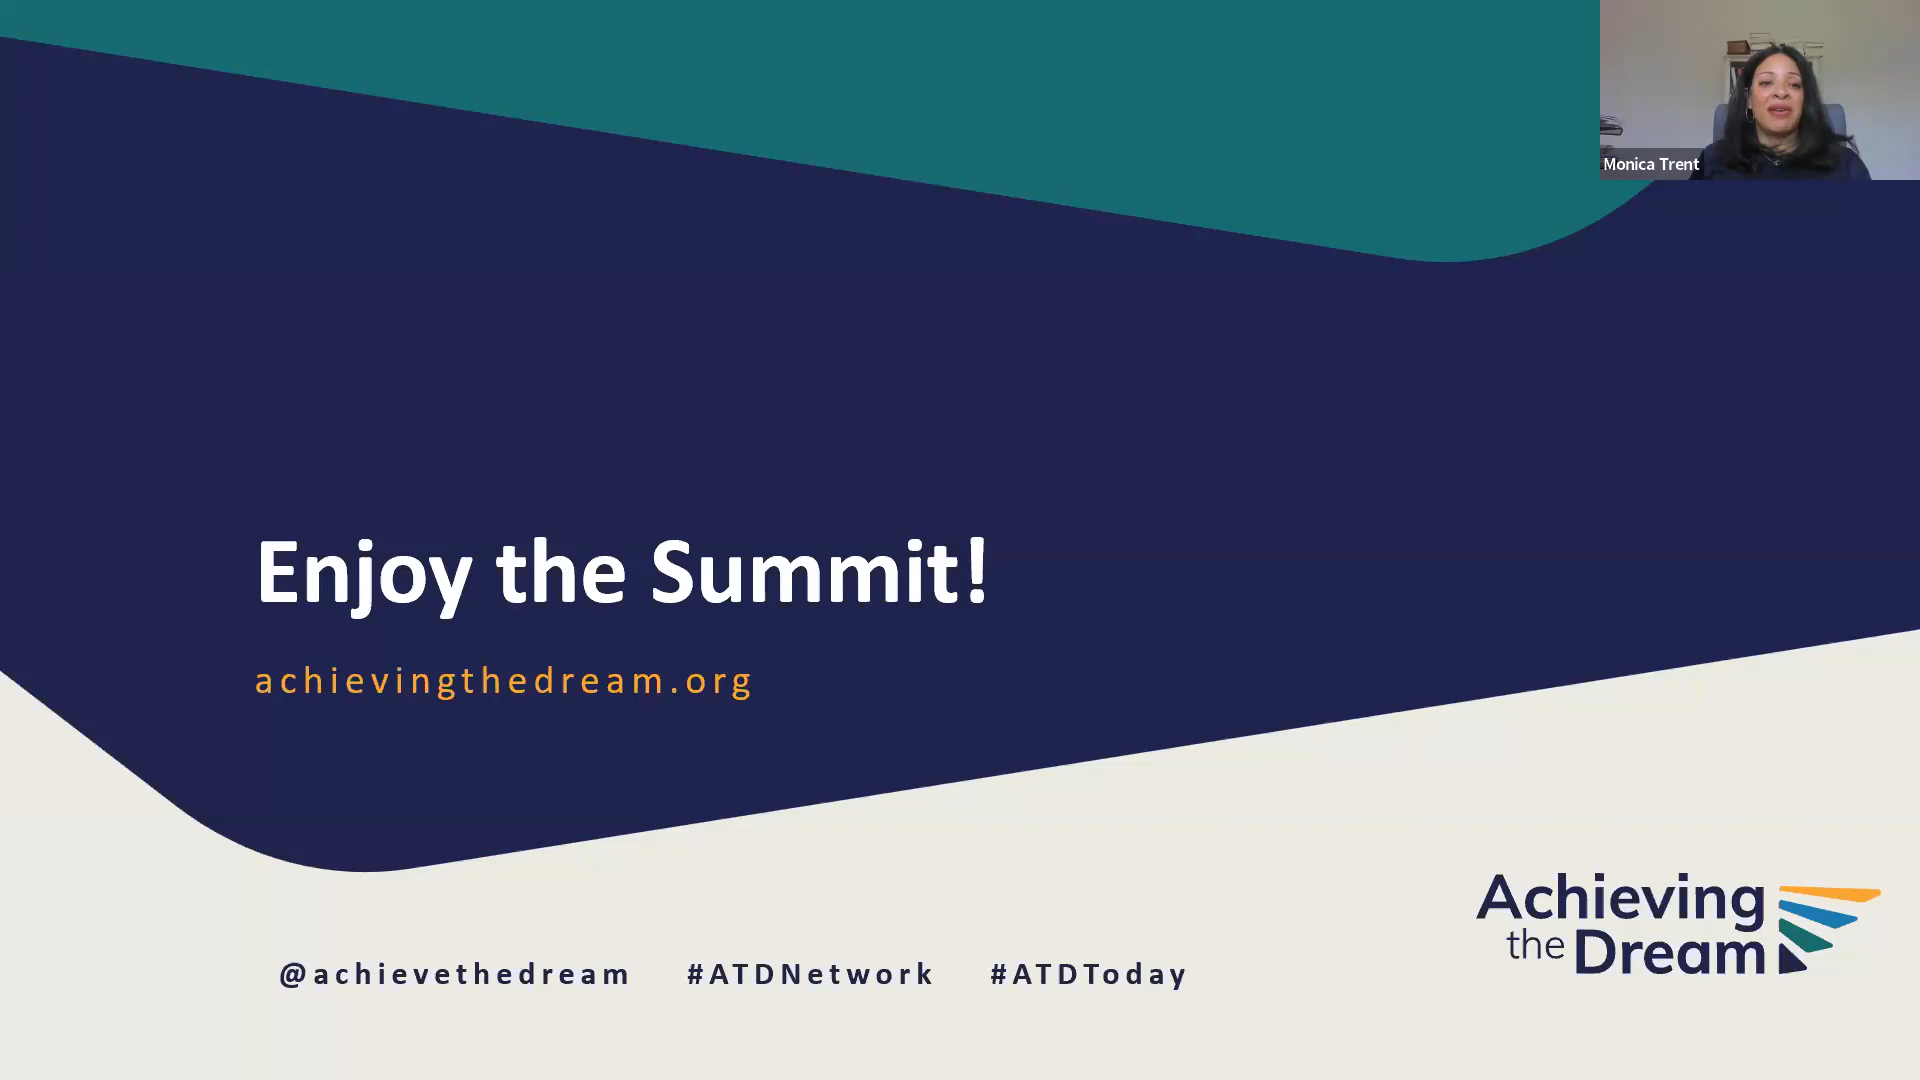 Monica Trent
Enjoy the Summit!
achievingthedream.org
@achievethedream #ATDNetwork #ATDToday
Achieving
the Dream